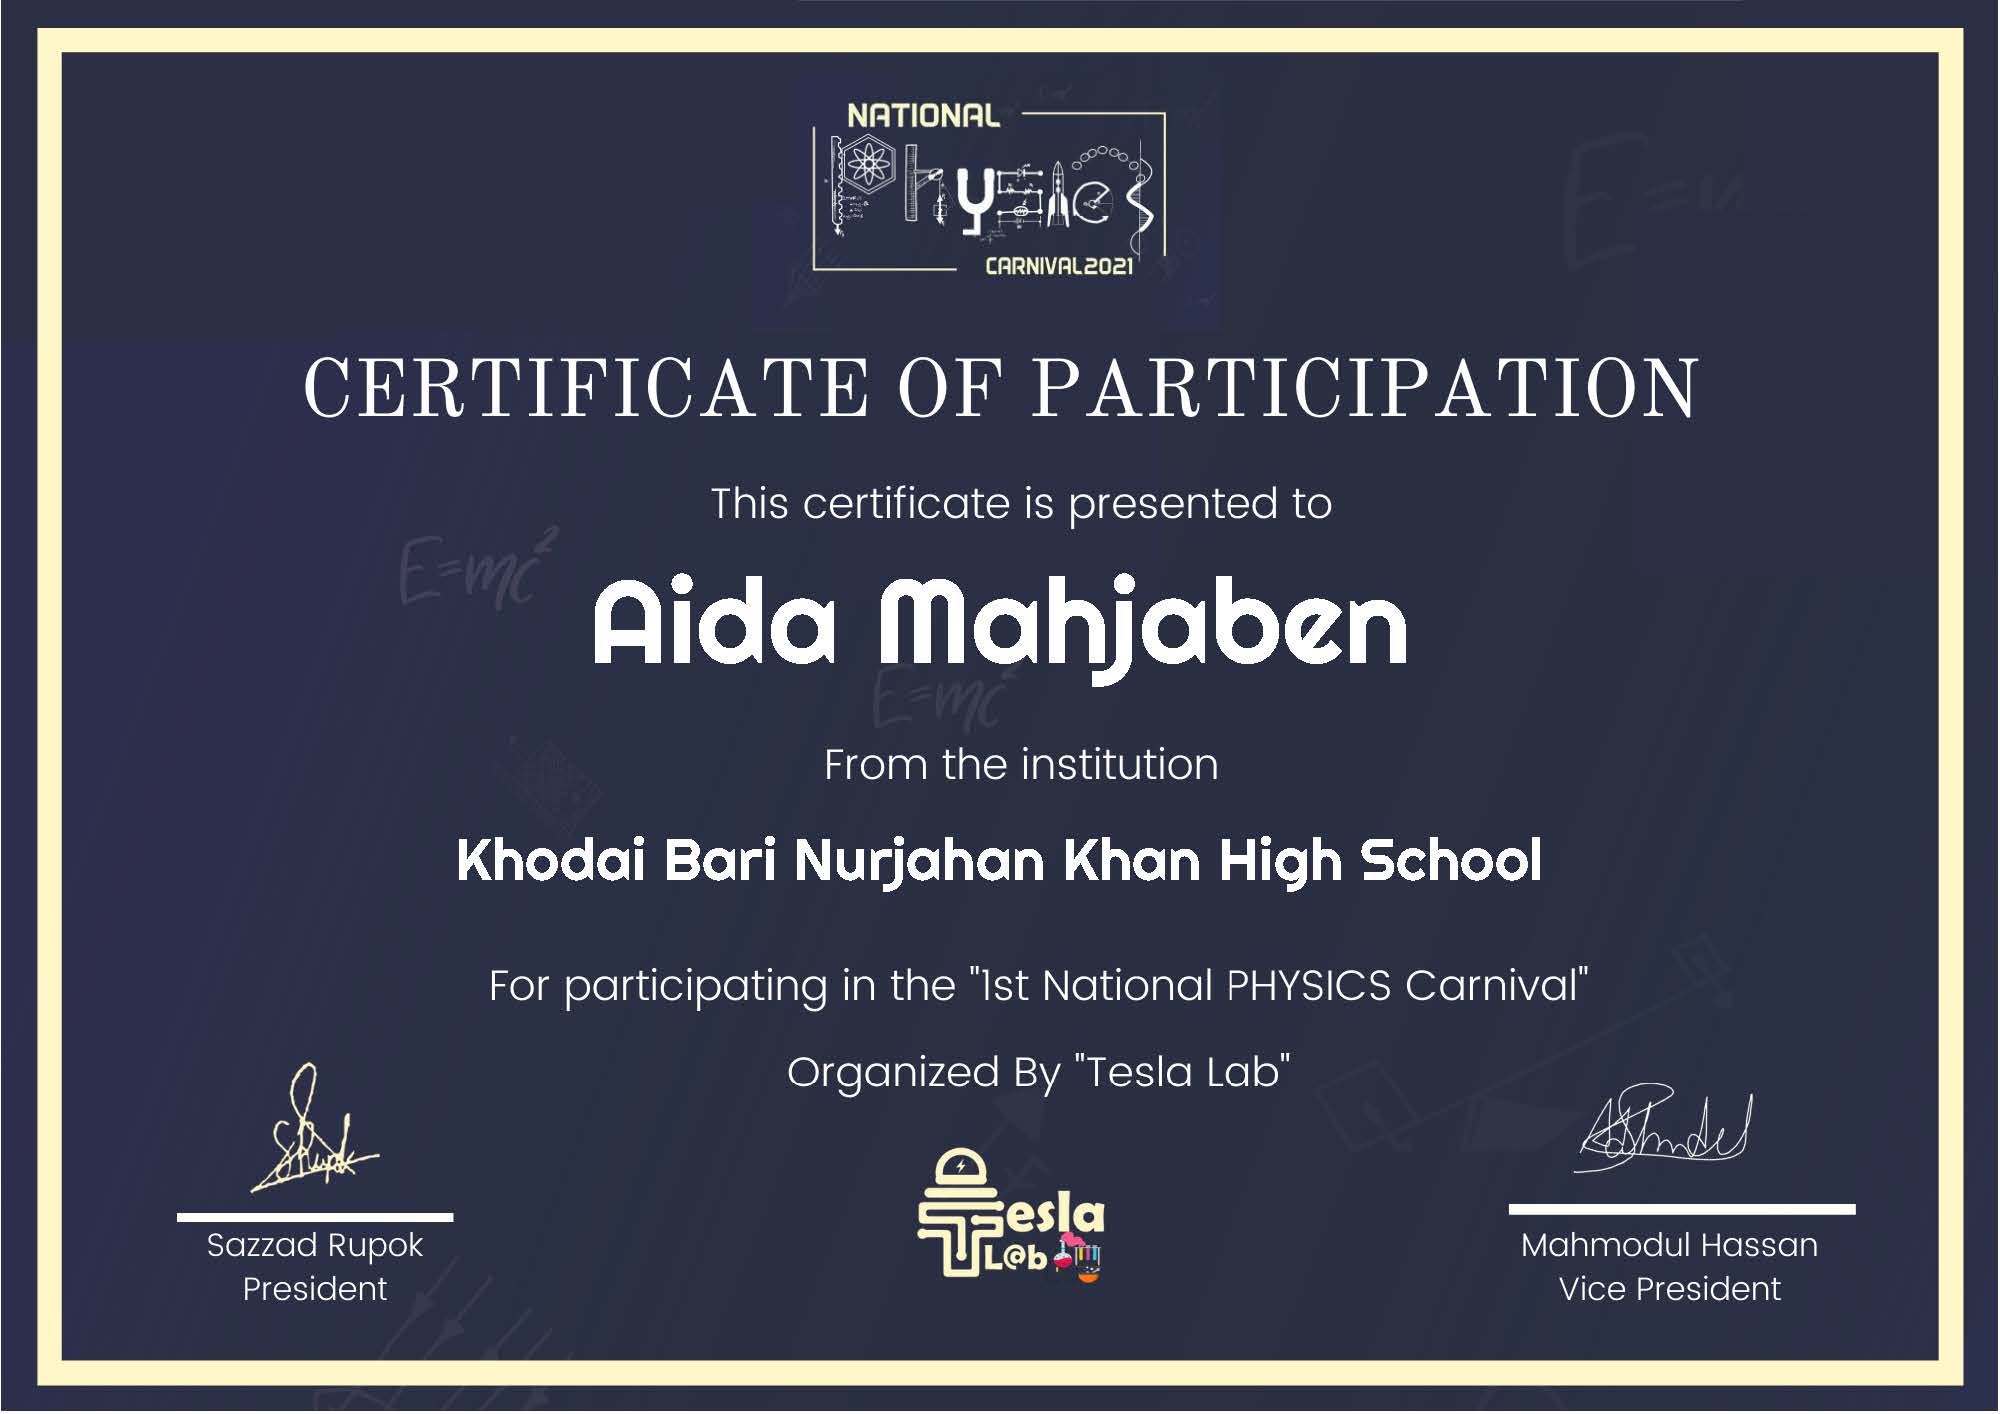 NATIONAL
Physics
CARNIVAL2021
CERTIFICATE OF PARTICIPATION
This certificate is presented to
E=mc²
Aida Mahjaben
E=mc²
From the institution
Khodai Bari Nurjahan Khan High School
For participating in the "1st National PHYSICS Carnival"
Organized By "Tesla Lab"
Tesla
L@b
Sazzad Rupok
President
Mahmodul Hassan
Vice President